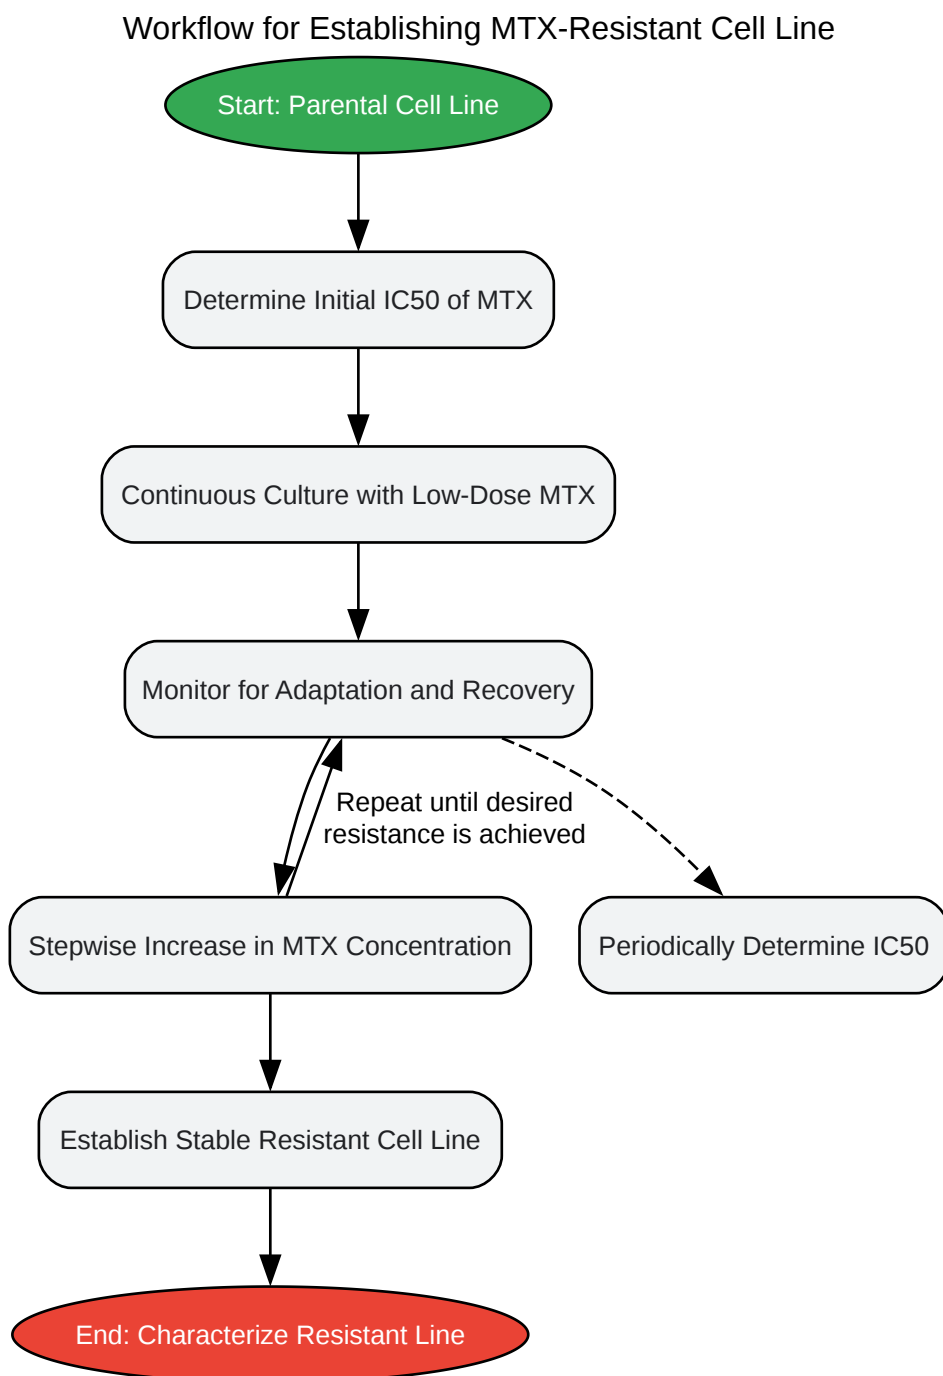 Workflow for Establishing MTX-Resistant Cell Line
Start: Parental Cell Line
Determine Initial IC50 of MTX
Continuous Culture with Low-Dose MTX
Monitor for Adaptation and Recovery
Repeat until desired
resistance is achieved
Stepwise Increase in MTX Concentration
Periodically Determine IC50
Establish Stable Resistant Cell Line
End: Characterize Resistant Line